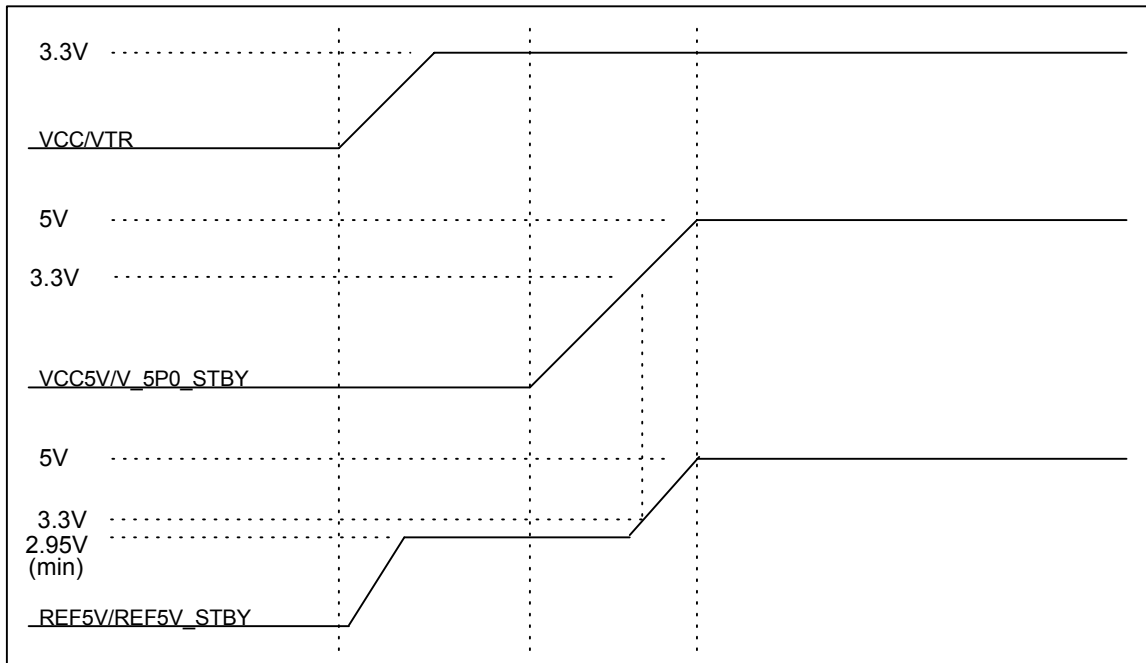 3.3V
VCC/VTR
5V
3.3V
VCC5V/V_5P0_STBY
5V
3.3V
2.95V
(min)
REF5V/REF5V_STBY